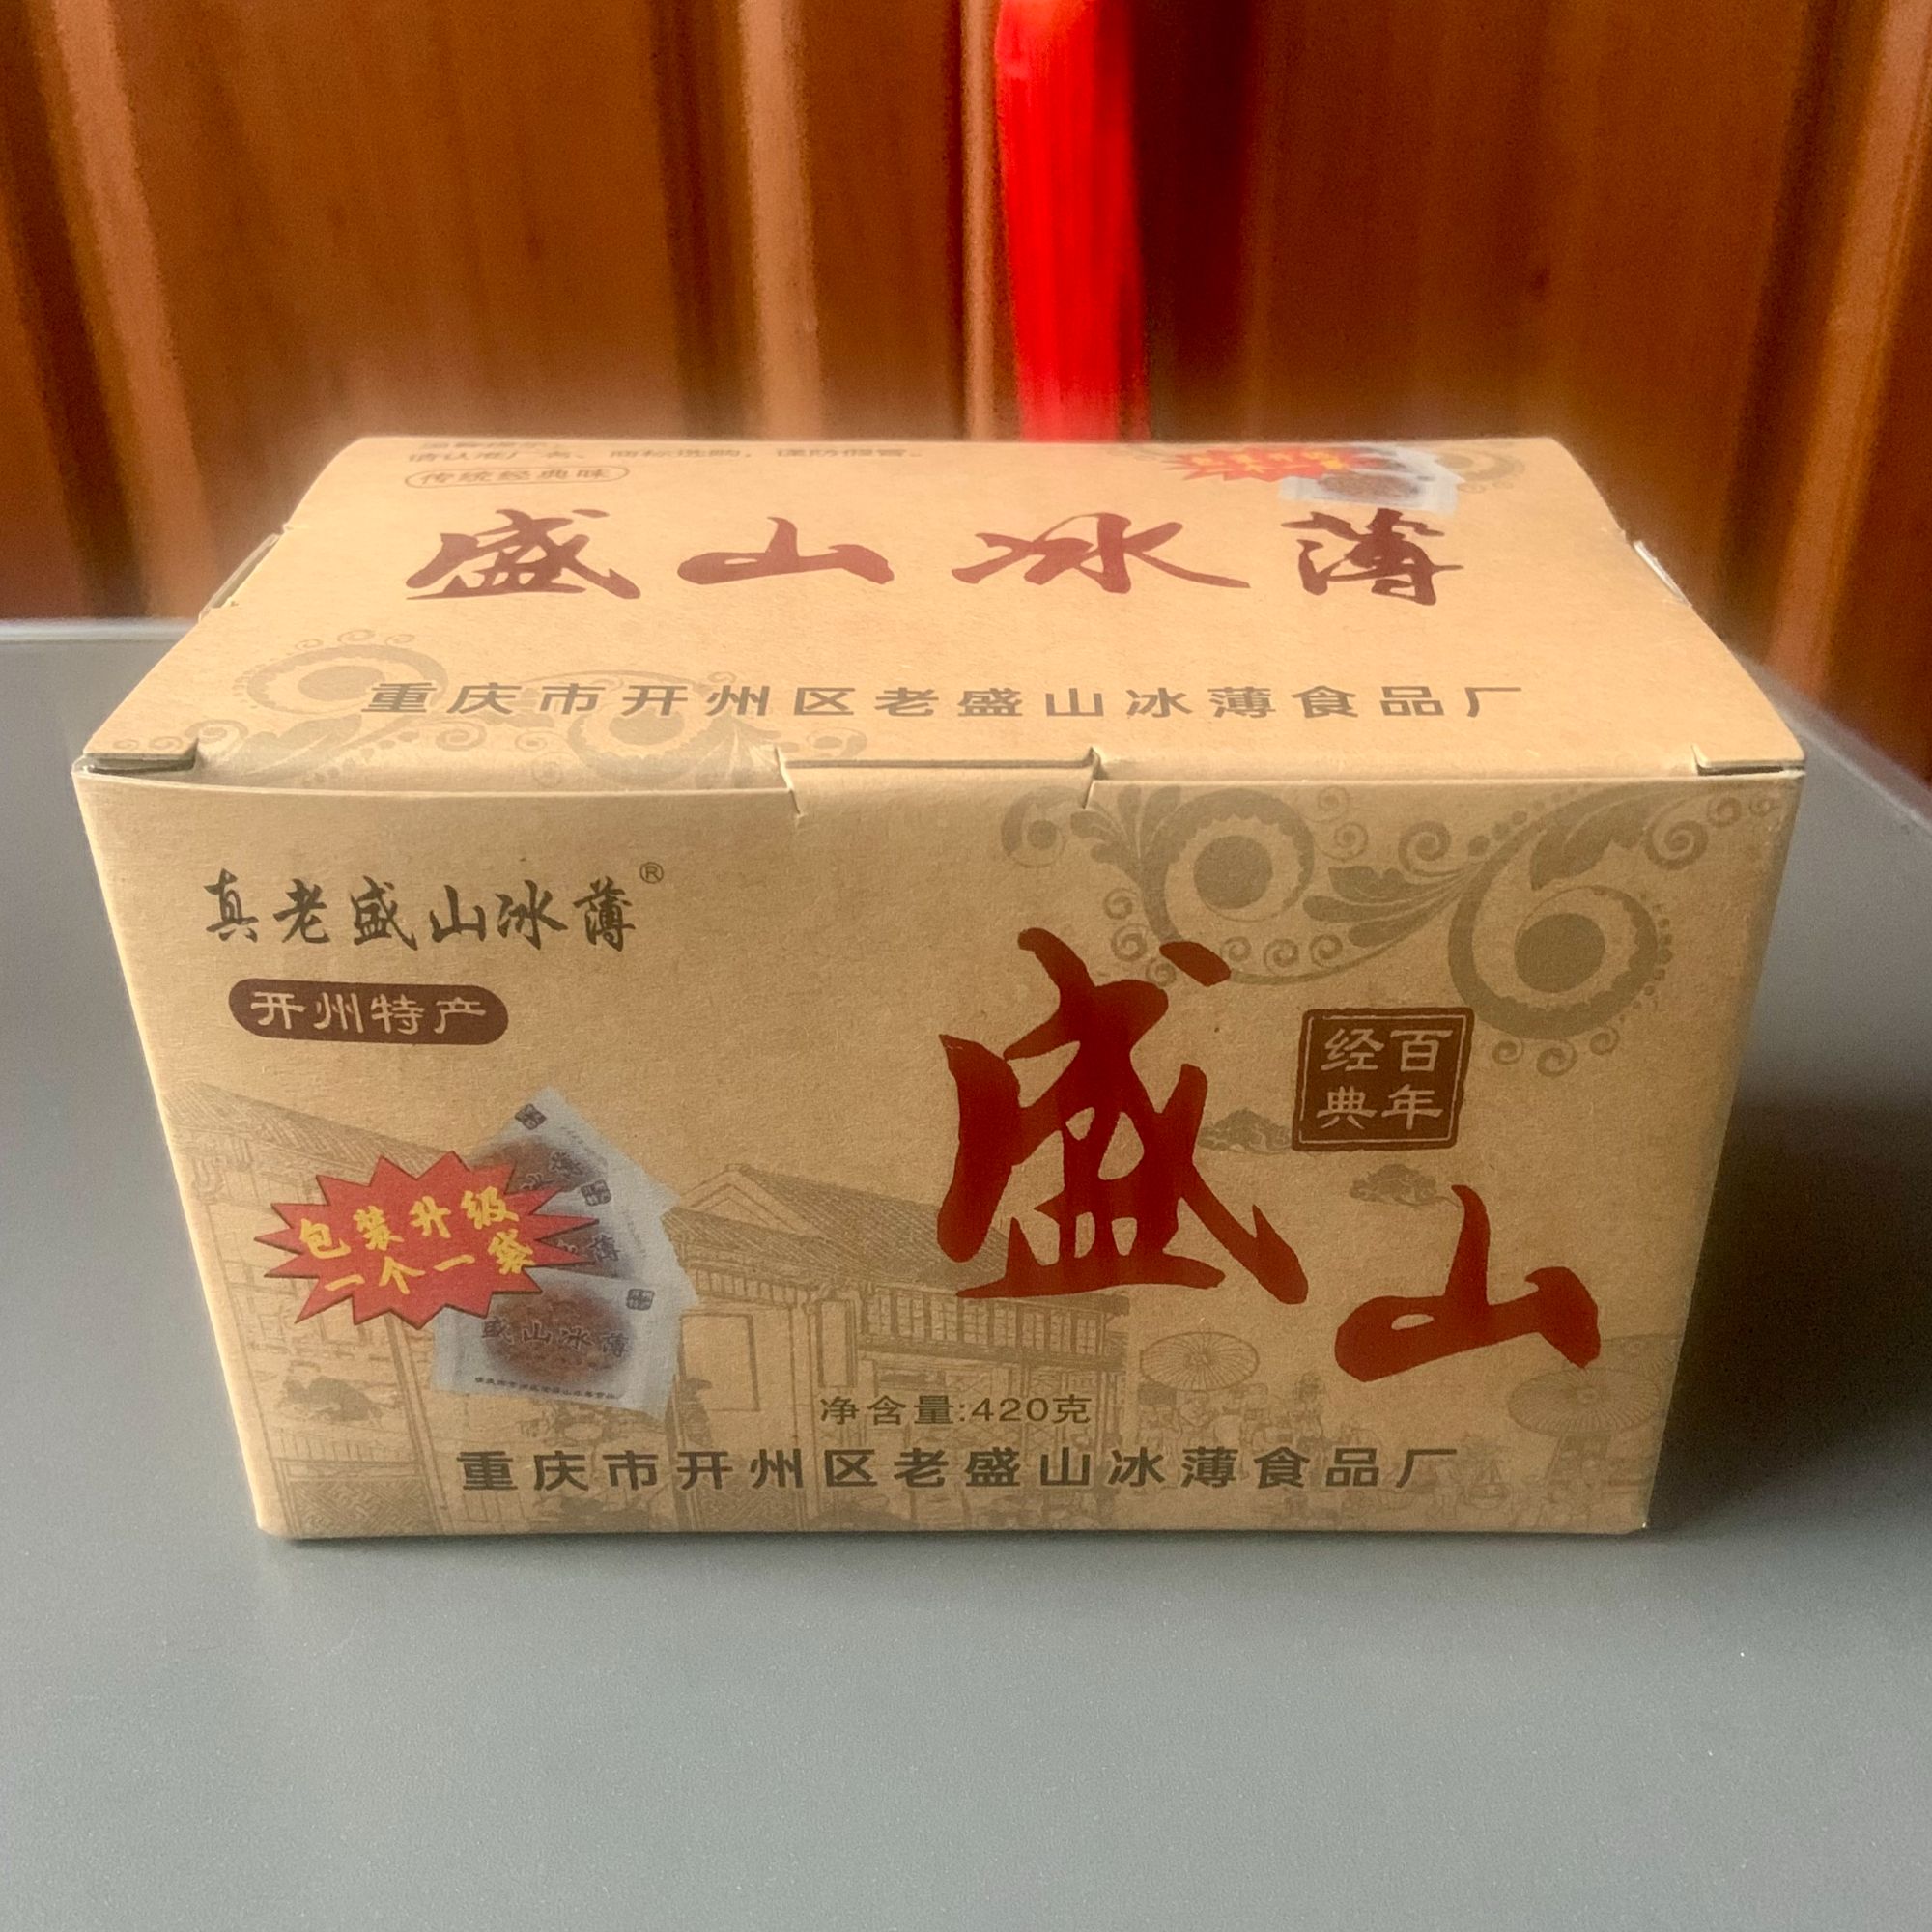 请认准厂名、商标选购，谨防假冒。
传统经典味
盛山冰薄
重庆市开州区老盛山冰薄食品厂
真老盛山冰薄®
开州特产
盛山
百年
经典
包装升级
一个一袋
盛山冰薄
净含量:420克
重庆市开州区老盛山冰薄食品厂